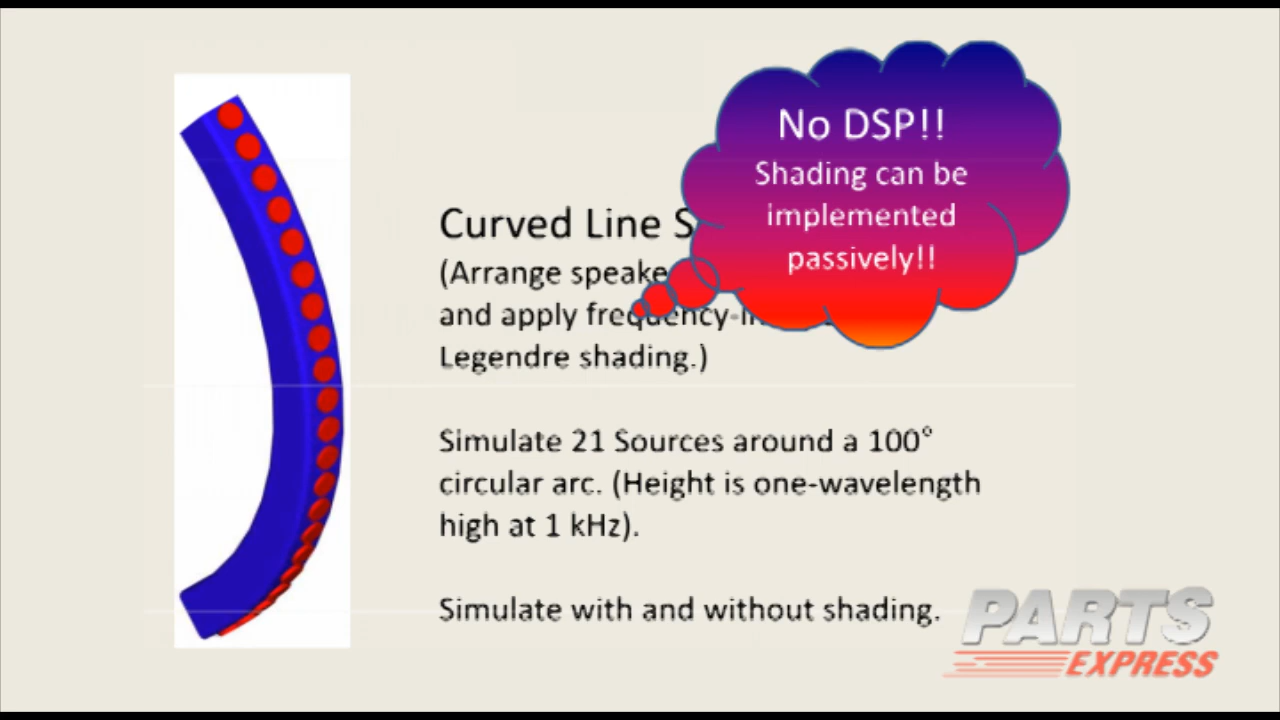 No DSP!!
Shading can be
implemented
passively!!
Curved Line S
(Arrange speake
and apply frequency-in
Legendre shading.)
Simulate 21 Sources around a 100°
circular arc. (Height is one-wavelength
high at 1 kHz).
Simulate with and without shading.
PARTS
EXPRESS